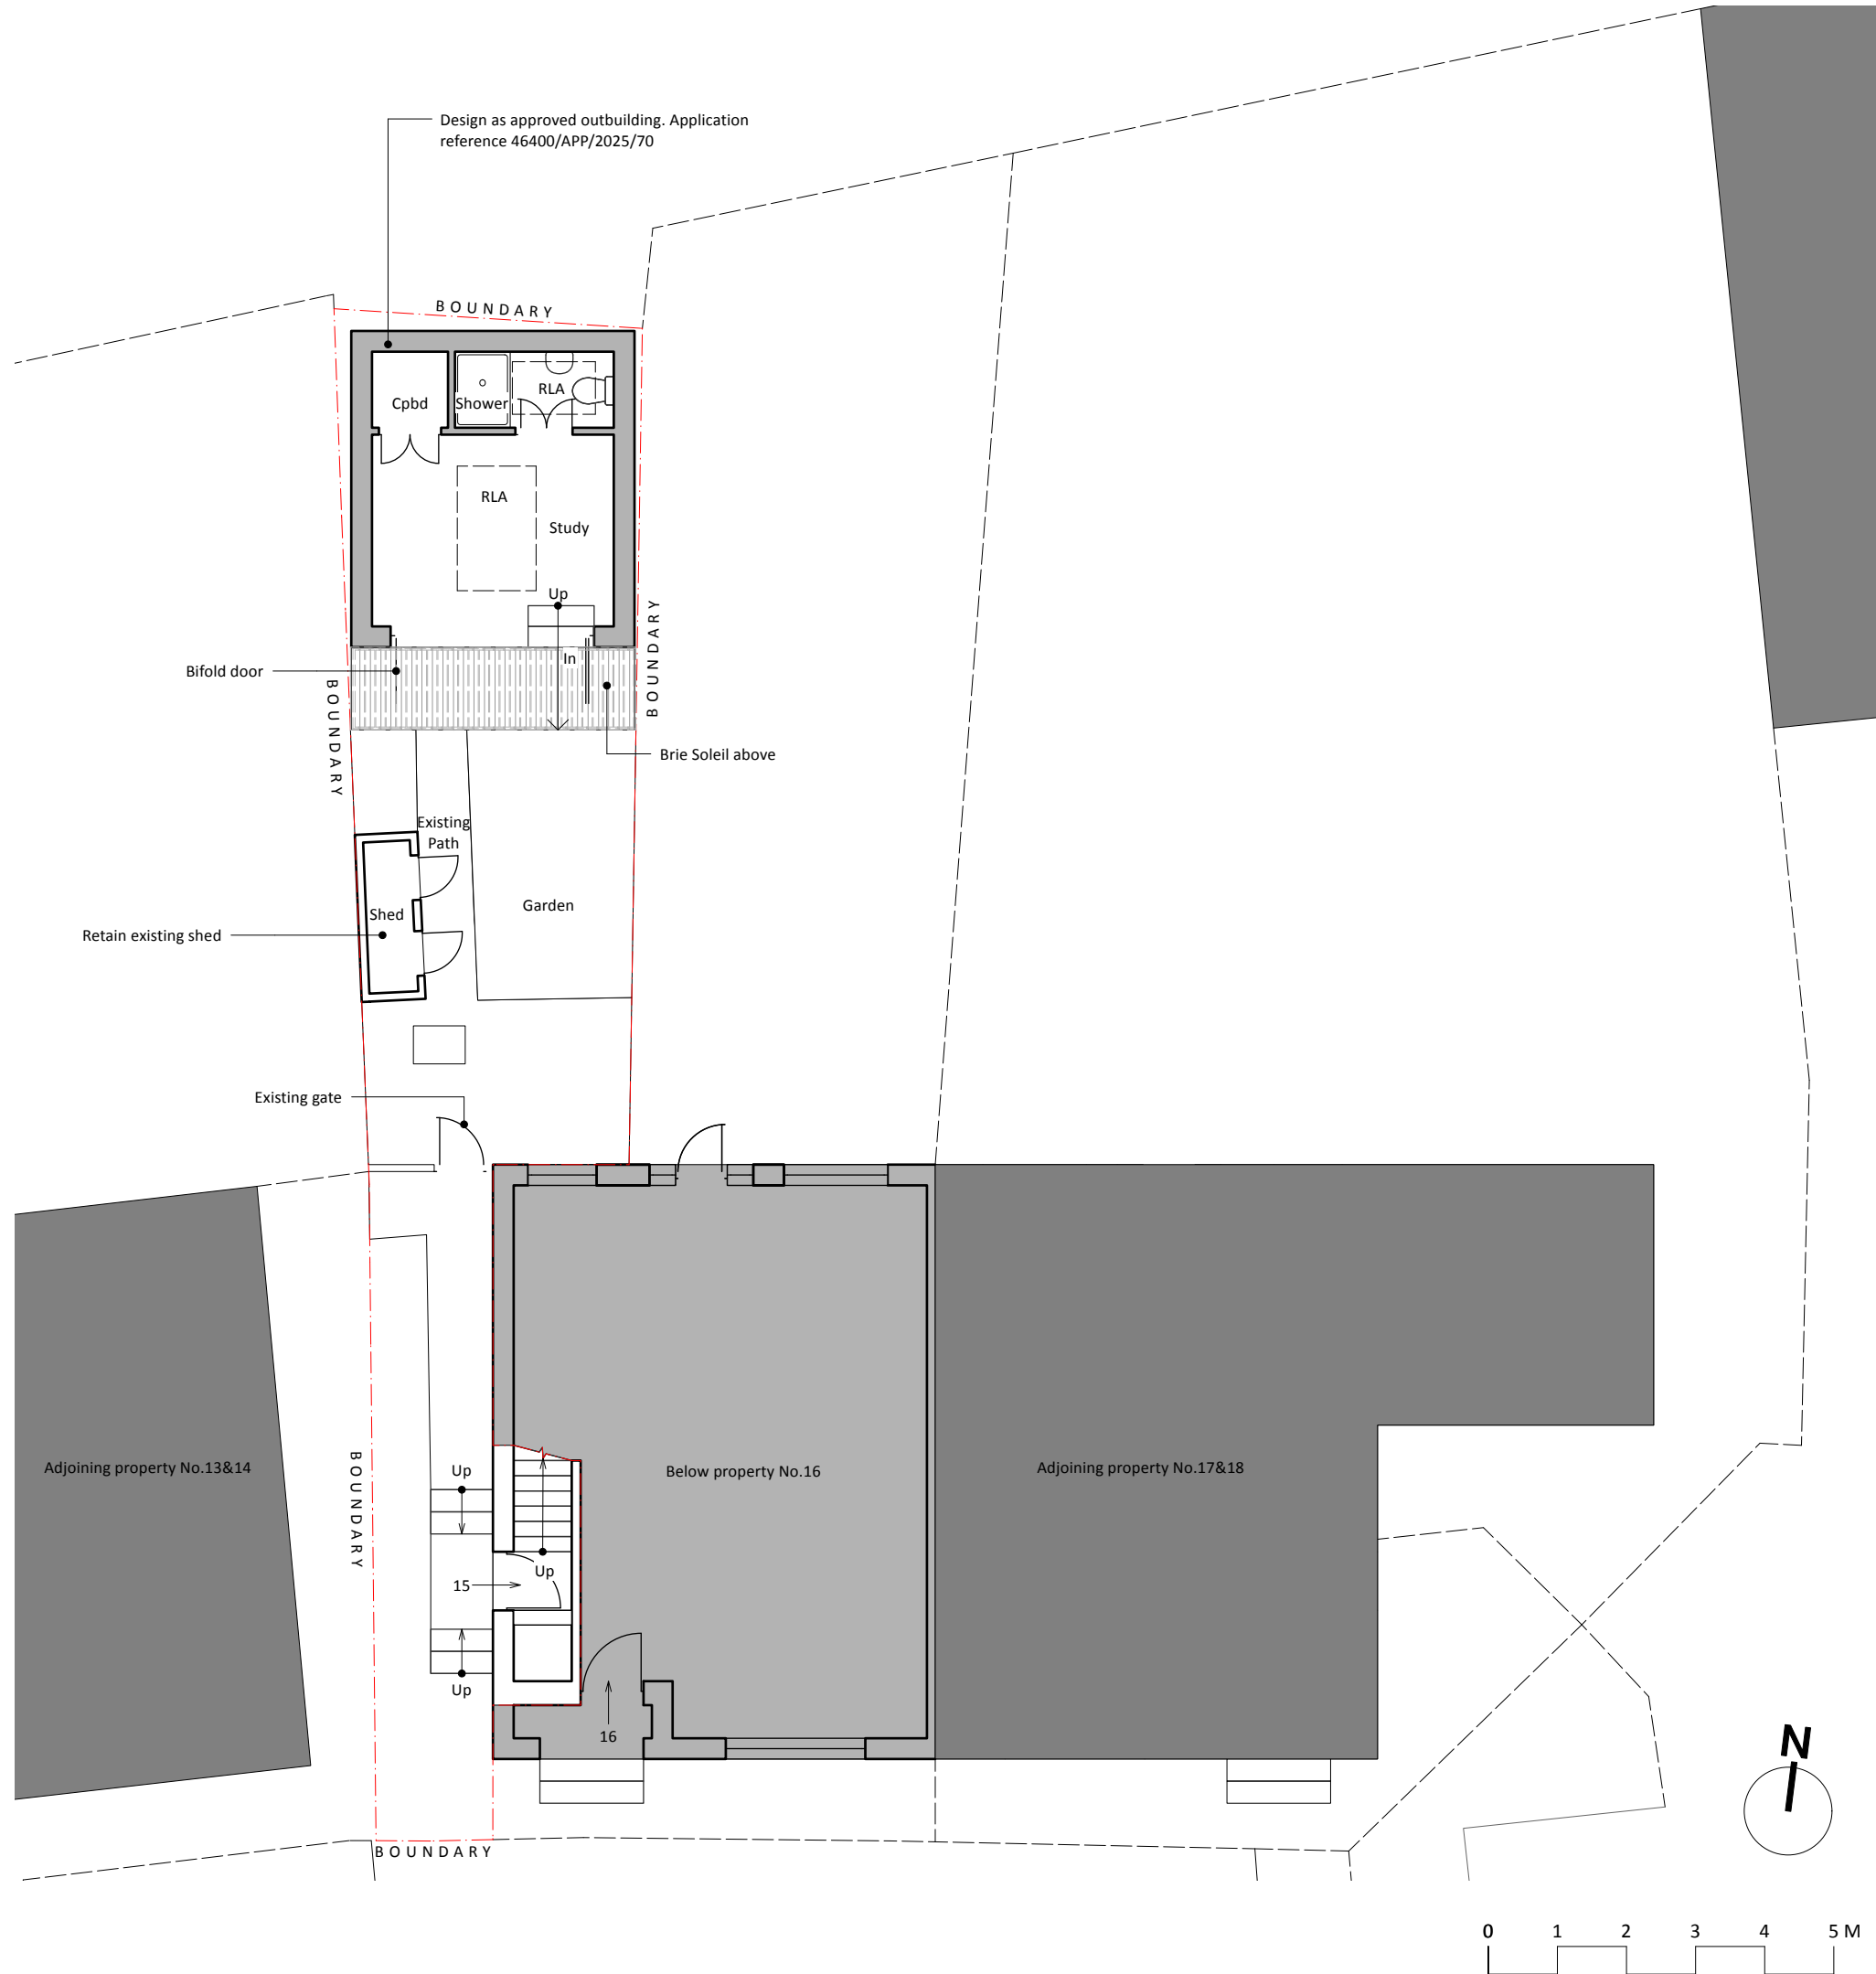 Design as approved outbuilding. Application
reference 46400/APP/2025/70
BOUNDARY
Cpbd
Shower
RLA
RLA
Study
Up
In
BOUNDARY
Bifold door
BOUNDARY
Brie Soleil above
Existing
Path
Shed
Garden
Retain existing shed
Existing gate
Adjoining property No.13&14
BOUNDARY
Up
Below property No.16
Adjoining property No.17&18
Up
15
Up
16
BOUNDARY
N
0 1 2 3 4 5 M